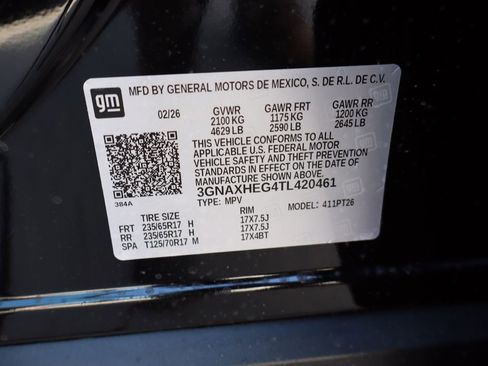 gm
MFD BY GENERAL MOTORS DE MEXICO, S. DE R.L. DE C.V.
02/26 GVWR GAWR FRT GAWR RR
2100 KG 1175 KG 1200 KG
4629 LB 2590 LB 2645 LB
THIS VEHICLE CONFORMS TO ALL
APPLICABLE U.S. FEDERAL MOTOR
VEHICLE SAFETY AND THEFT PREVENTION
STANDARDS IN EFFECT ON THE DATE OF
MANUFACTURE SHOWN ABOVE.
3GNAXHEG4TL420461
384A
TYPE: MPV MODEL: 411PT26
TIRE SIZE RIM
FRT 235/65R17 H 17X7.5J
RR 235/65R17 H 17X7.5J
SPA T125/70R17 M 17X4BT